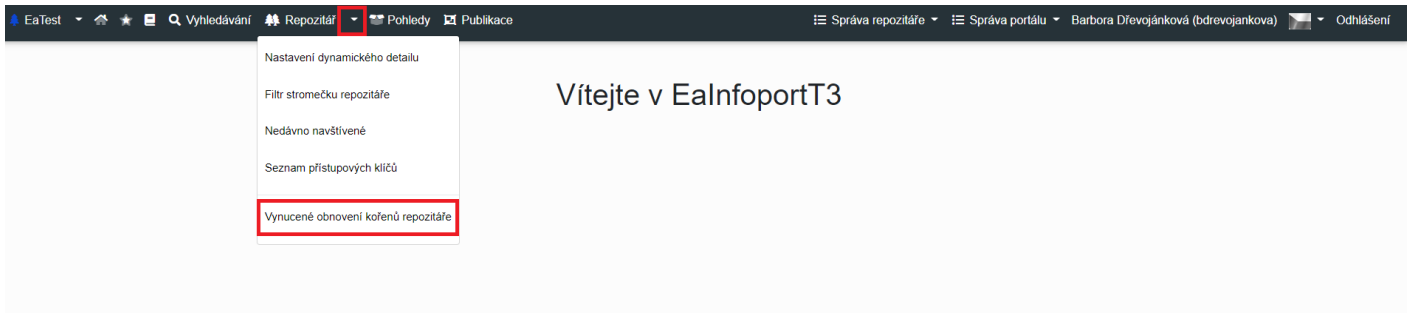 EaTest Vyhledávání Repozitář Pohledy Publikace Správa repozitáře Správa portálu Barbora Dřevojánková (bdrevojankova) Odhlášení
Nastavení dynamického detailu
Filtr stromečku repozitáře
Nedávno navštívené
Seznam přístupových klíčů
Vynucené obnovení kořenů repozitáře
Vítejte v EaInfoportT3